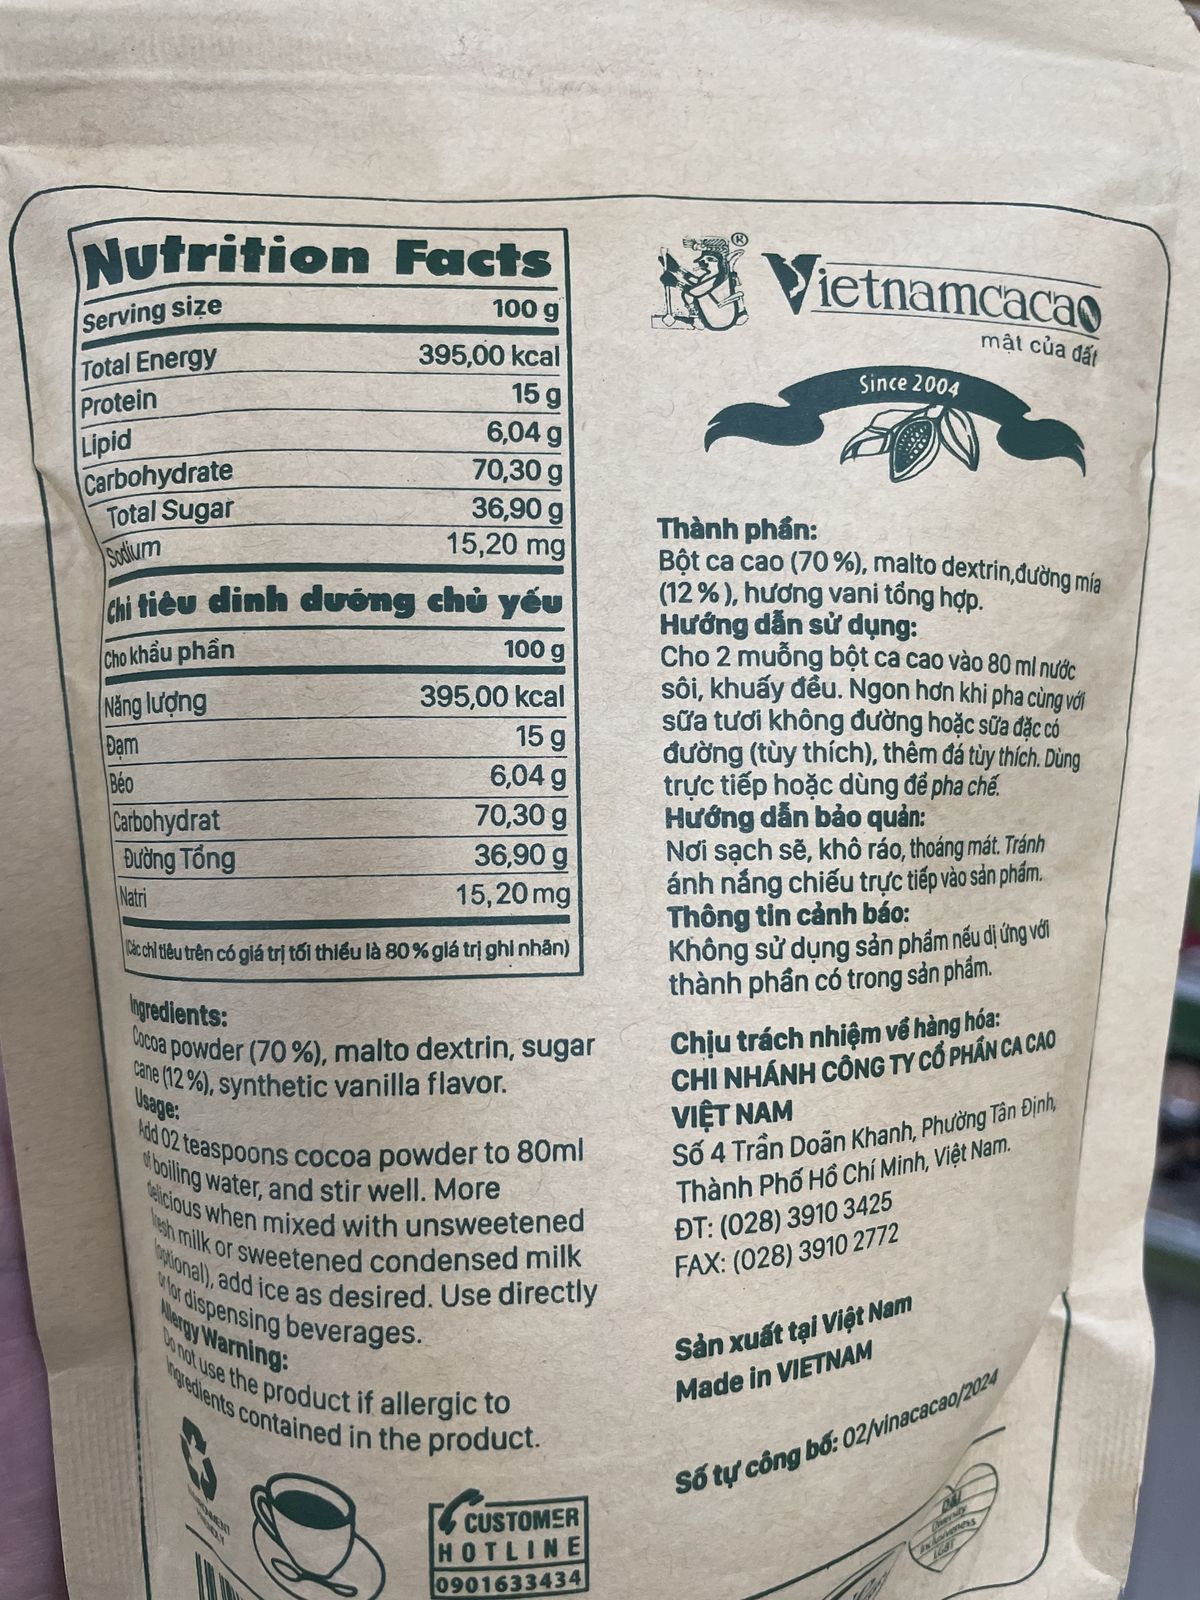 Nutrition Facts
Serving size 100 g
Total Energy 395,00 kcal
Protein 15 g
Lipid 6,04 g
Carbohydrate 70,30 g
Total Sugar 36,90 g
Sodium 15,20 mg
Chỉ tiêu dinh dưỡng chủ yếu
Cho khẩu phần 100 g
Năng lượng 395,00 kcal
Đạm 15 g
Béo 6,04 g
Carbohydrat 70,30 g
Đường Tổng 36,90 g
Natri 15,20 mg
(Các chỉ tiêu trên có giá trị tối thiểu là 80% giá trị ghi nhãn)
Ingredients:
Cocoa powder (70%), malto dextrin, sugar
cane (12%), synthetic vanilla flavor.
Usage:
Add 02 teaspoons cocoa powder to 80ml
of boiling water, and stir well. More
delicious when mixed with unsweetened
fresh milk or sweetened condensed milk
(optional), add ice as desired. Use directly
or for dispensing beverages.
Allergy Warning:
Do not use the product if allergic to
ingredients contained in the product.
CUSTOMER
HOTLINE
0901633434
®
Vietnamcacao
mật của đất
Since 2004
Thành phần:
Bột ca cao (70%), malto dextrin,đường mía
(12%), hương vani tổng hợp.
Hướng dẫn sử dụng:
Cho 2 muỗng bột ca cao vào 80 ml nước
sôi, khuấy đều. Ngon hơn khi pha cùng với
sữa tươi không đường hoặc sữa đặc có
đường (tùy thích), thêm đá tùy thích. Dùng
trực tiếp hoặc dùng để pha chế.
Hướng dẫn bảo quản:
Nơi sạch sẽ, khô ráo, thoáng mát. Tránh
ánh nắng chiếu trực tiếp vào sản phẩm.
Thông tin cảnh báo:
Không sử dụng sản phẩm nếu dị ứng với
thành phần có trong sản phẩm.
Chịu trách nhiệm về hàng hóa:
CHI NHÁNH CÔNG TY CỔ PHẦN CA CAO
VIỆT NAM
Số 4 Trần Doãn Khanh, Phường Tân Định,
Thành Phố Hồ Chí Minh, Việt Nam.
ĐT: (028) 3910 3425
FAX: (028) 3910 2772
Sản xuất tại Việt Nam
Made in VIETNAM
Số tự công bố: 02/vinacacao/2024
Diversity
Inclusiveness
LGBT